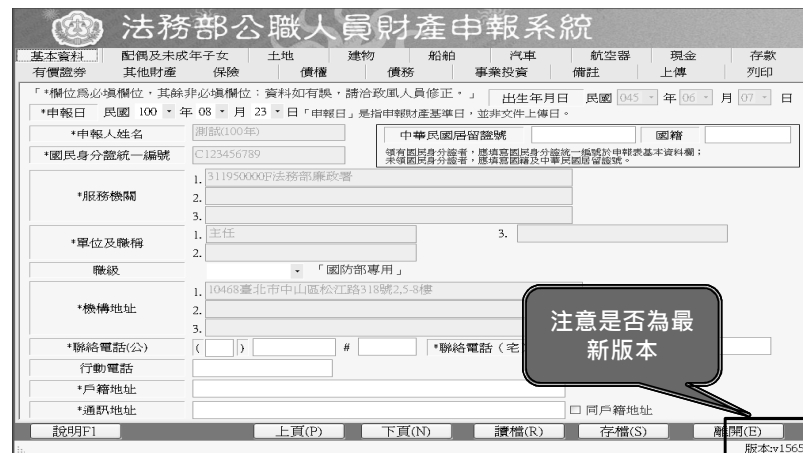 法務部公職人員財產申報系統
基本資料 配偶及未成年子女 土地 建物 船舶 汽車 航空器 現金 存款
有價證券 其他財產 保險 債權 債務 事業投資 備註 上傳 列印
「*欄位為必填欄位，其餘非必填欄位：資料如有誤，請洽政風人員修正。」 出生年月日 民國 045 年 06 月 07 日
*申報日 民國 100 年 08 月 23 日「申報日」是指申報財產基準日，並非文件上傳日。
*申報人姓名 測試(100年) 中華民國居留證號 國籍
*國民身分證統一編號 C123456789 領有國民身分證者，應填寫國民身分證統一編號於申報表基本資料欄；
未領國民身分證者，應填寫國籍及中華民國居留證號。
*服務機關
1. 311950000F法務部廉政署
2.
3.
*單位及職稱
1. 主任 3.
2.
職級 「國防部專用」
*機構地址
1. 10468臺北市中山區松江路318號2,5-8樓
2.
3.
注意是否為最
新版本
*聯絡電話(公) ( ) # *聯絡電話（宅
行動電話
*戶籍地址
*通訊地址 同戶籍地址
說明F1 上頁(P) 下頁(N) 讀檔(R) 存檔(S) 離開(E)
版本:v1565